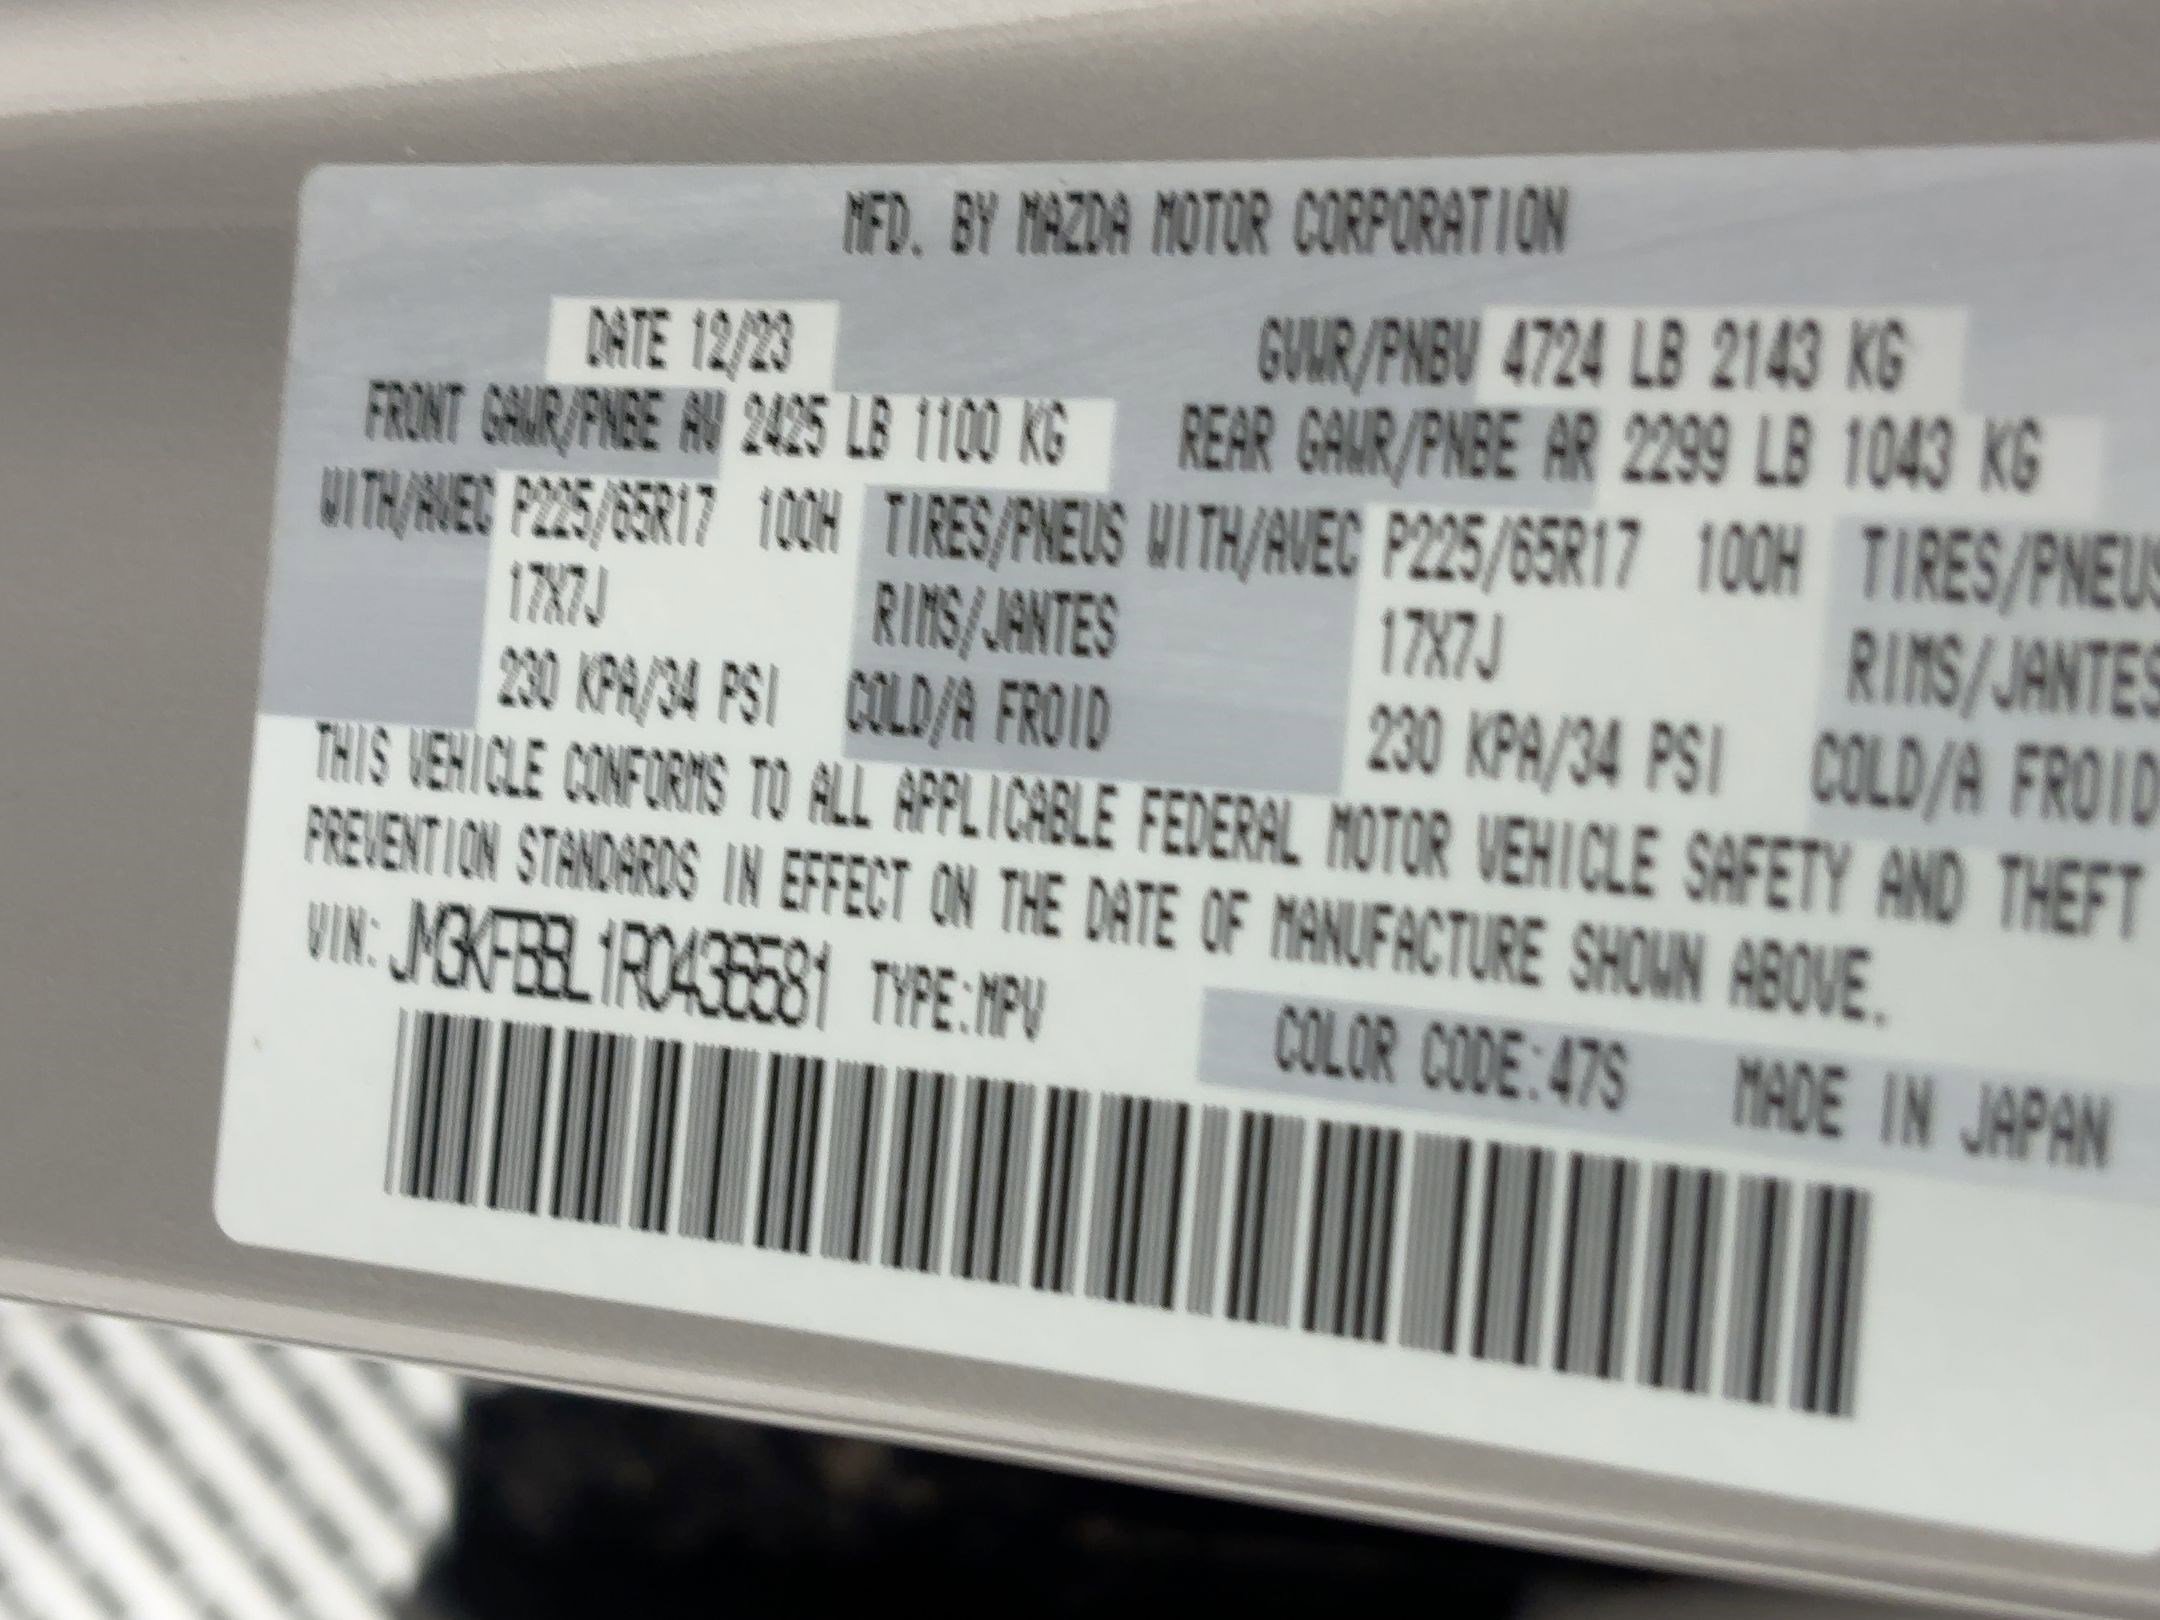 MFD. BY MAZDA MOTOR CORPORATION
DATE 12/23 GVWR/PNBV 4724 LB 2143 KG
FRONT GAWR/PNBE AV 2425 LB 1100 KG REAR GAWR/PNBE AR 2299 LB 1043 KG
WITH/AVEC P225/65R17 100H TIRES/PNEUS WITH/AVEC P225/65R17 100H TIRES/PNEUS
17X7J RIMS/JANTES 17X7J RIMS/JANTES
230 KPA/34 PSI COLD/A FROID 230 KPA/34 PSI COLD/A FROID
THIS VEHICLE CONFORMS TO ALL APPLICABLE FEDERAL MOTOR VEHICLE SAFETY AND THEFT
PREVENTION STANDARDS IN EFFECT ON THE DATE OF MANUFACTURE SHOWN ABOVE.
VIN: JM3KFBBL1R0436581 TYPE:MPV
COLOR CODE:47S MADE IN JAPAN